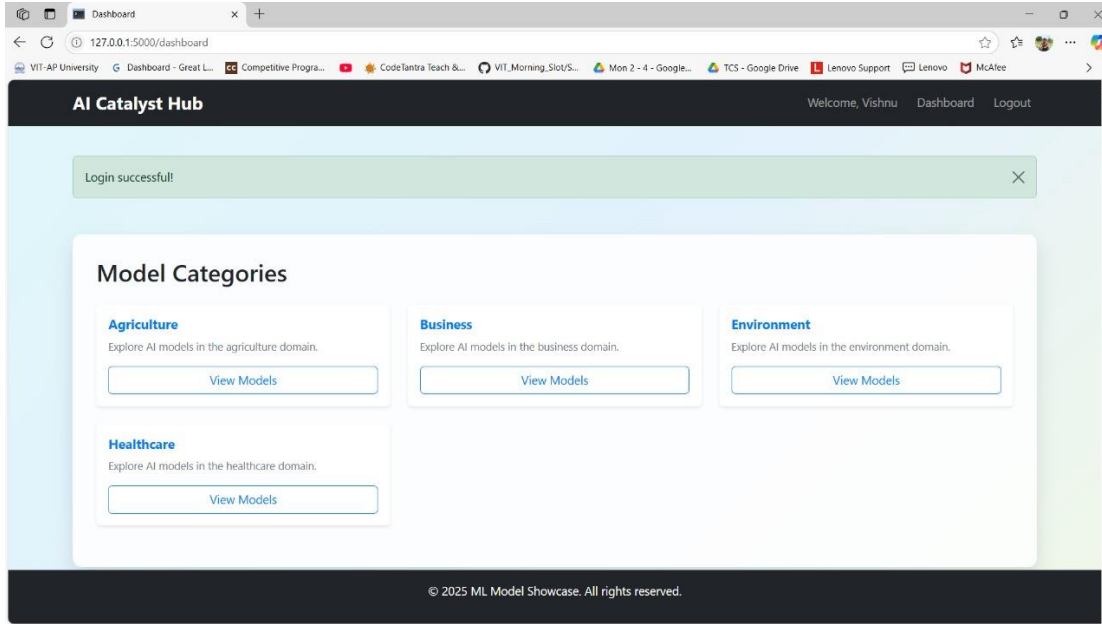 Dashboard
127.0.0.1:5000/dashboard
VIT-AP University G Dashboard - Great L... CC Competitive Progra... CodeTantra Teach &... VIT_Morning_Slot/S... Mon 2 - 4 - Google... TCS - Google Drive L Lenovo Support Lenovo McAfee
AI Catalyst Hub Welcome, Vishnu Dashboard Logout
Login successful!
Model Categories
Agriculture
Explore AI models in the agriculture domain.
View Models
Business
Explore AI models in the business domain.
View Models
Environment
Explore AI models in the environment domain.
View Models
Healthcare
Explore AI models in the healthcare domain.
View Models
© 2025 ML Model Showcase. All rights reserved.